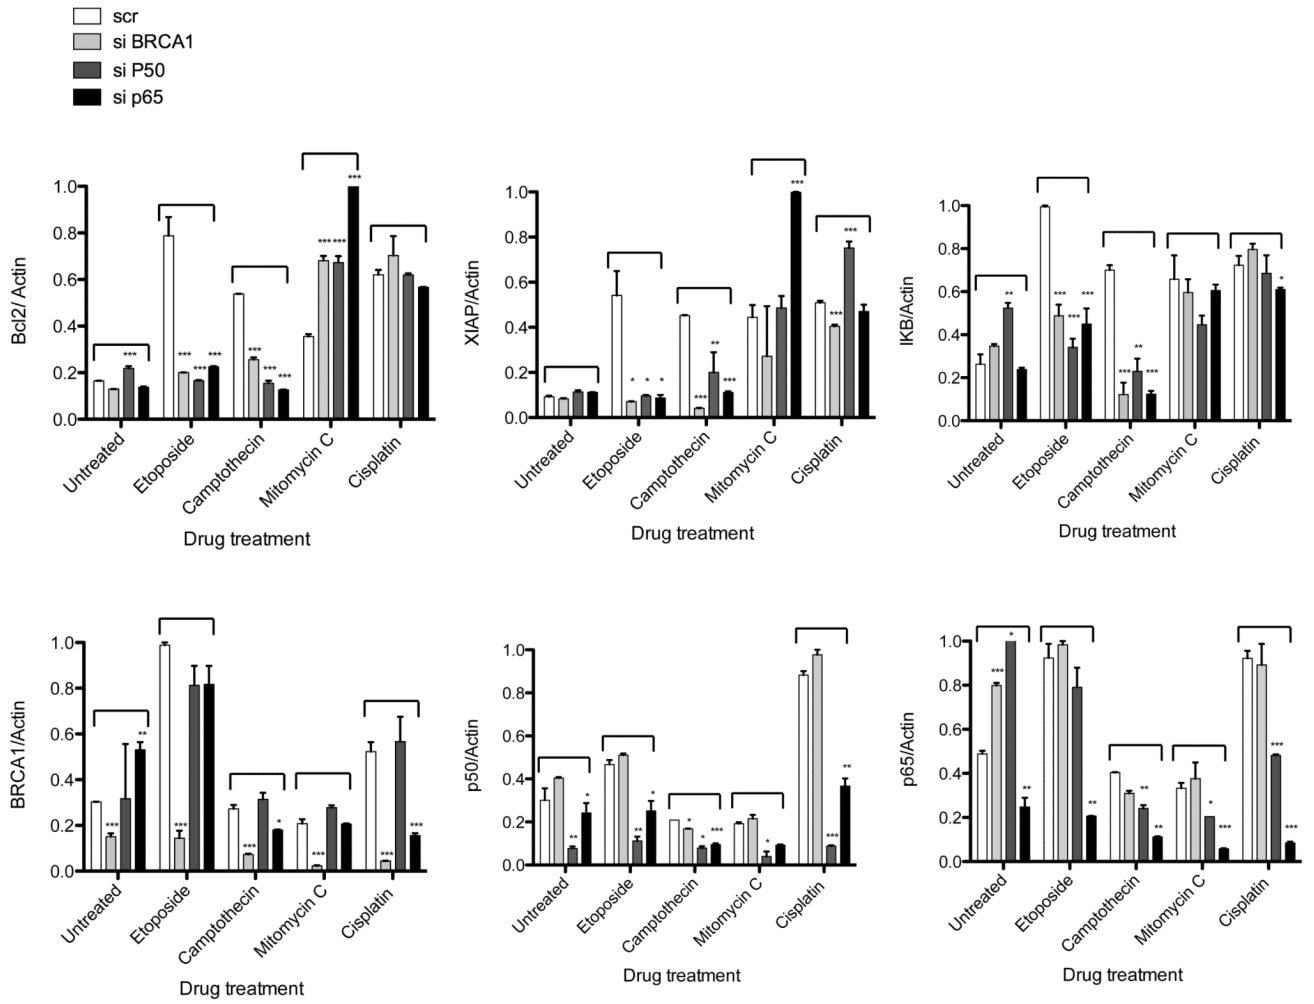 scr
si BRCA1
si P50
si p65
Bcl2/ Actin
1.0
0.8
0.6
0.4
0.2
0.0
***
*** *** ***
*** *** ***
*** *** ***
Untreated
Etoposide
Camptothecin
Mitomycin C
Cisplatin
Drug treatment
XIAP/Actin
1.0
0.8
0.6
0.4
0.2
0.0
* * *
*** ** ***
***
*** ***
Untreated
Etoposide
Camptothecin
Mitomycin C
Cisplatin
Drug treatment
IKB/Actin
1.0
0.8
0.6
0.4
0.2
0.0
**
*** *** ***
*** ** ***
*
Untreated
Etoposide
Camptothecin
Mitomycin C
Cisplatin
Drug treatment
BRCA1/Actin
1.0
0.8
0.6
0.4
0.2
0.0
*** **
***
*** *
***
*** ***
Untreated
Etoposide
Camptothecin
Mitomycin C
Cisplatin
Drug treatment
p50/Actin
1.0
0.8
0.6
0.4
0.2
0.0
** *
** *
* * ***
*
*** **
Untreated
Etoposide
Camptothecin
Mitomycin C
Cisplatin
Drug treatment
p65/Actin
1.0
0.8
0.6
0.4
0.2
0.0
*** * **
**
** **
* ***
*** ***
Untreated
Etoposide
Camptothecin
Mitomycin C
Cisplatin
Drug treatment